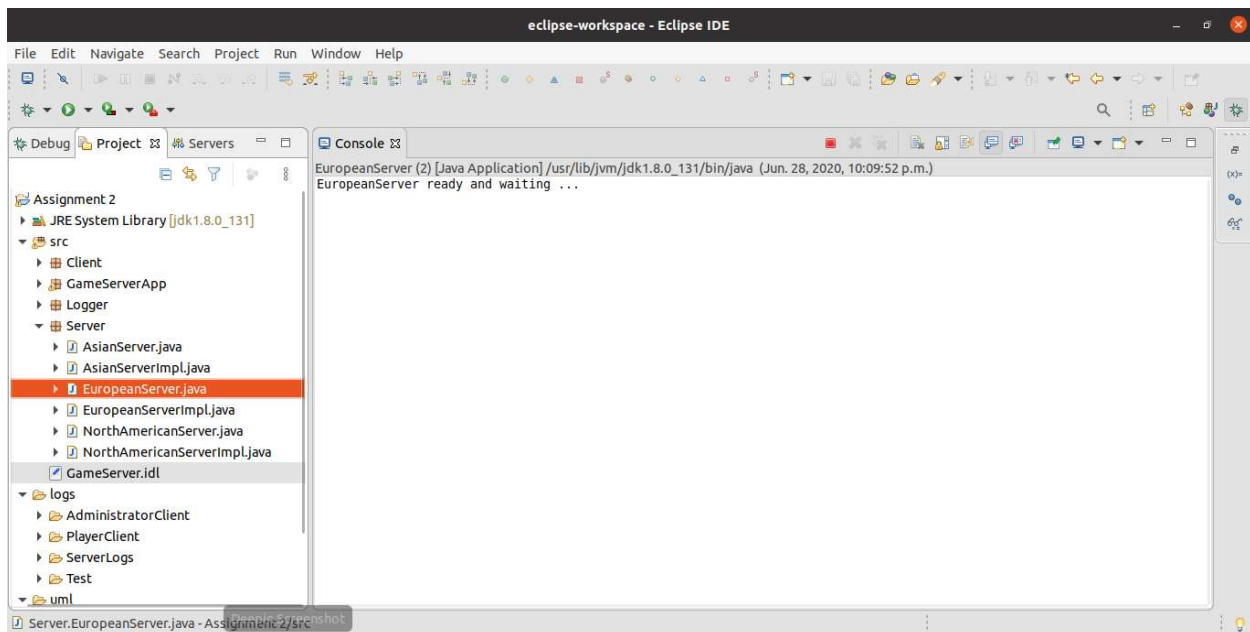 eclipse-workspace - Eclipse IDE
File Edit Navigate Search Project Run Window Help
Debug Project Servers
Console
EuropeanServer (2) [Java Application] /usr/lib/jvm/jdk1.8.0_131/bin/java (Jun. 28, 2020, 10:09:52 p.m.)
EuropeanServer ready and waiting ...
Assignment 2
JRE System Library [jdk1.8.0_131]
src
Client
GameServerApp
Logger
Server
AsianServer.java
AsianServerImpl.java
EuropeanServer.java
EuropeanServerImpl.java
NorthAmericanServer.java
NorthAmericanServerImpl.java
GameServer.idl
logs
AdministratorClient
PlayerClient
ServerLogs
Test
uml
Server.EuropeanServer.java - Assignment 2/src
(x)=